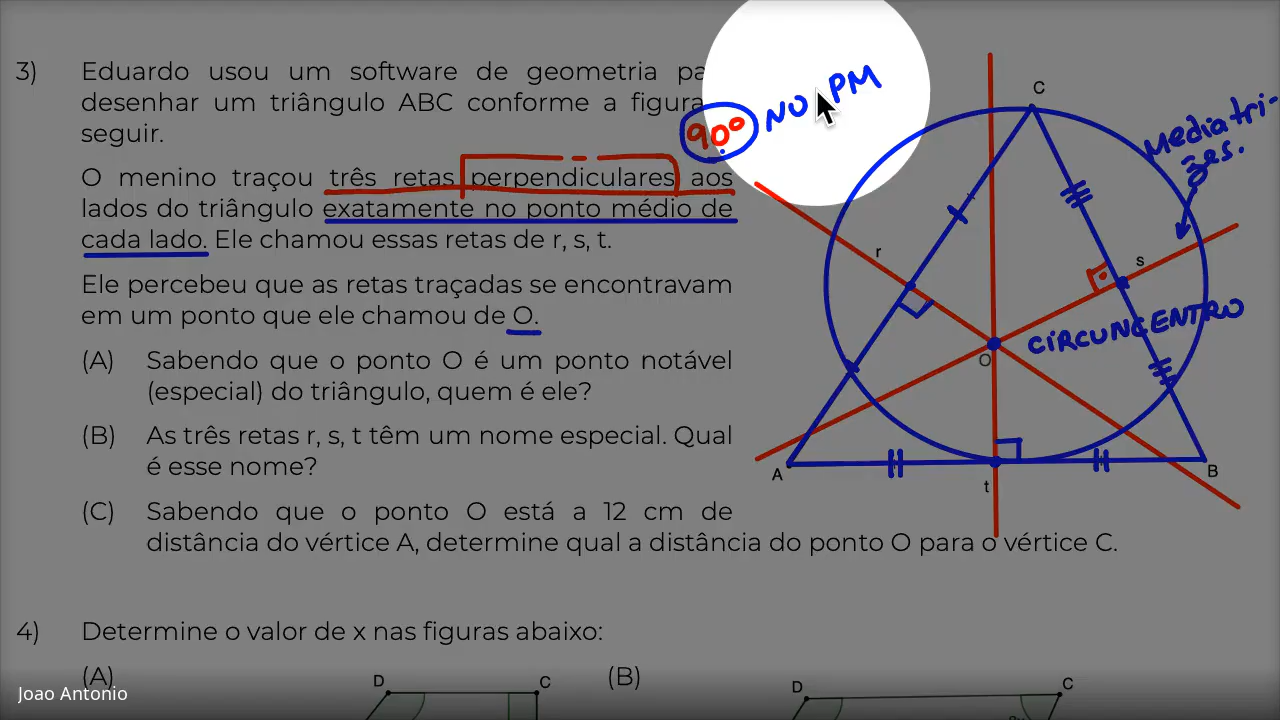 3) Eduardo usou um software de geometria pa
desenhar um triângulo ABC conforme a figura
seguir.
O menino traçou três retas perpendiculares aos
lados do triângulo exatamente no ponto médio de
cada lado. Ele chamou essas retas de r, s, t.
Ele percebeu que as retas traçadas se encontravam
em um ponto que ele chamou de O.
(A) Sabendo que o ponto O é um ponto notável
(especial) do triângulo, quem é ele?
(B) As três retas r, s, t têm um nome especial. Qual
é esse nome?
(C) Sabendo que o ponto O está a 12 cm de
distância do vértice A, determine qual a distância do ponto O para o vértice C.
90° NO PM
C
Mediatri-
zes.
r
s
CIRCUNCENTRO
O
A
B
t
4) Determine o valor de x nas figuras abaixo:
(A)
D
C
(B)
D
C
Joao Antonio